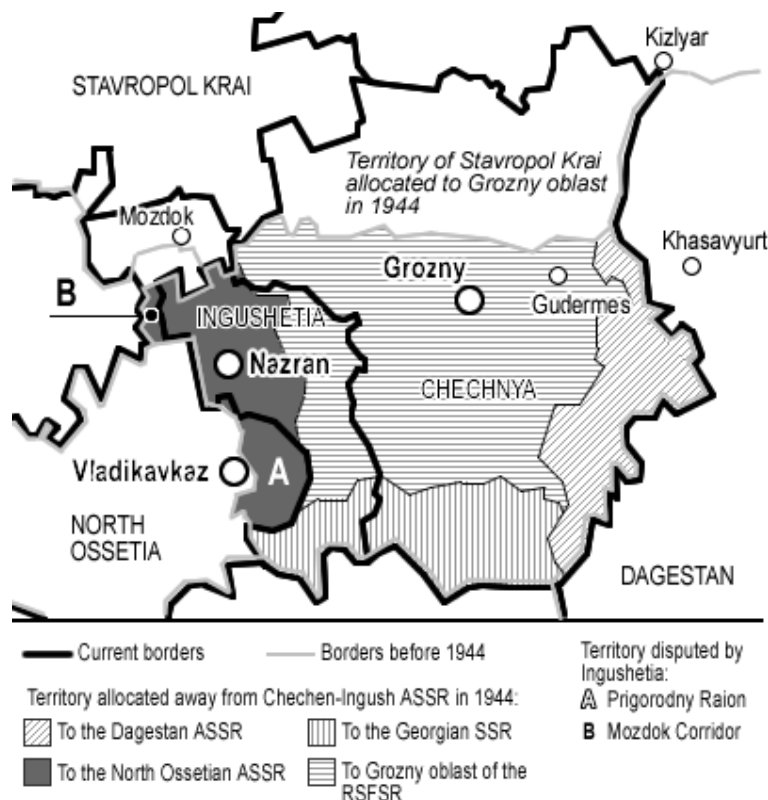 Kizlyar
STAVROPOL KRAI
Territory of Stavropol Krai
allocated to Grozny oblast
in 1944
Mozdok
Khasavyurt
Grozny
B
Gudermes
INGUSHETIA
Nazran
CHECHNYA
Vladikavkaz
A
NORTH
OSSETIA
DAGESTAN
Current borders
Borders before 1944
Territory disputed by
Ingushetia:
A Prigorodny Raion
B Mozdok Corridor
Territory allocated away from Chechen-Ingush ASSR in 1944:
To the Dagestan ASSR
To the Georgian SSR
To the North Ossetian ASSR
To Grozny oblast of the
RSFSR